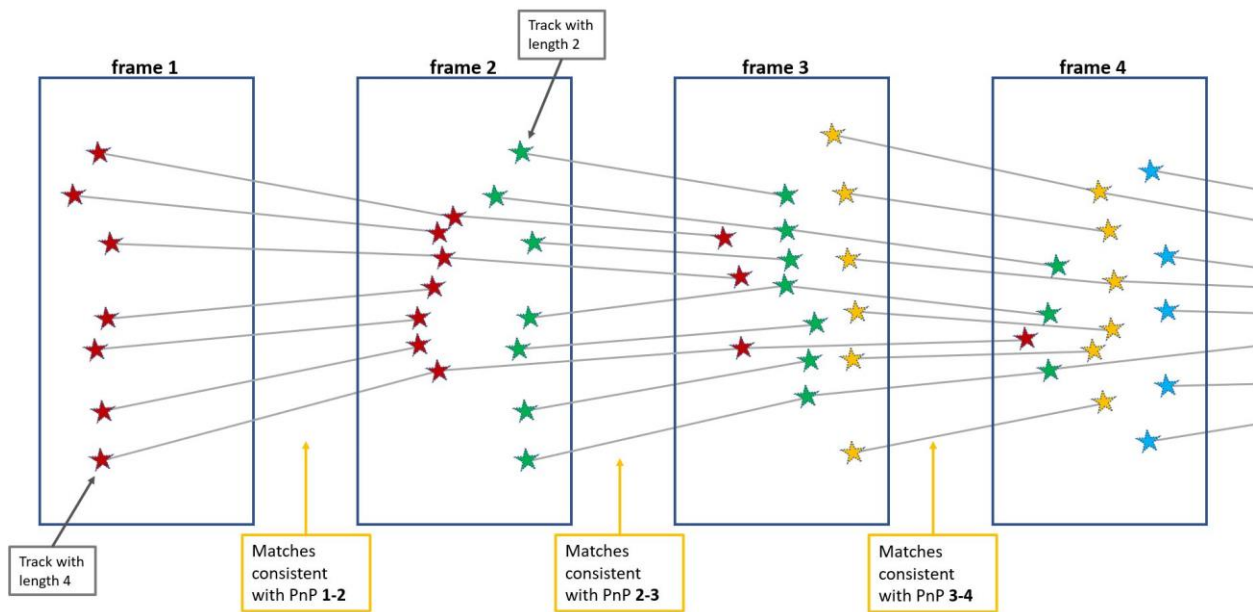 Track with
length 2
frame 1
frame 2
frame 3
frame 4
Track with
length 4
Matches
consistent
with PnP 1-2
Matches
consistent
with PnP 2-3
Matches
consistent
with PnP 3-4